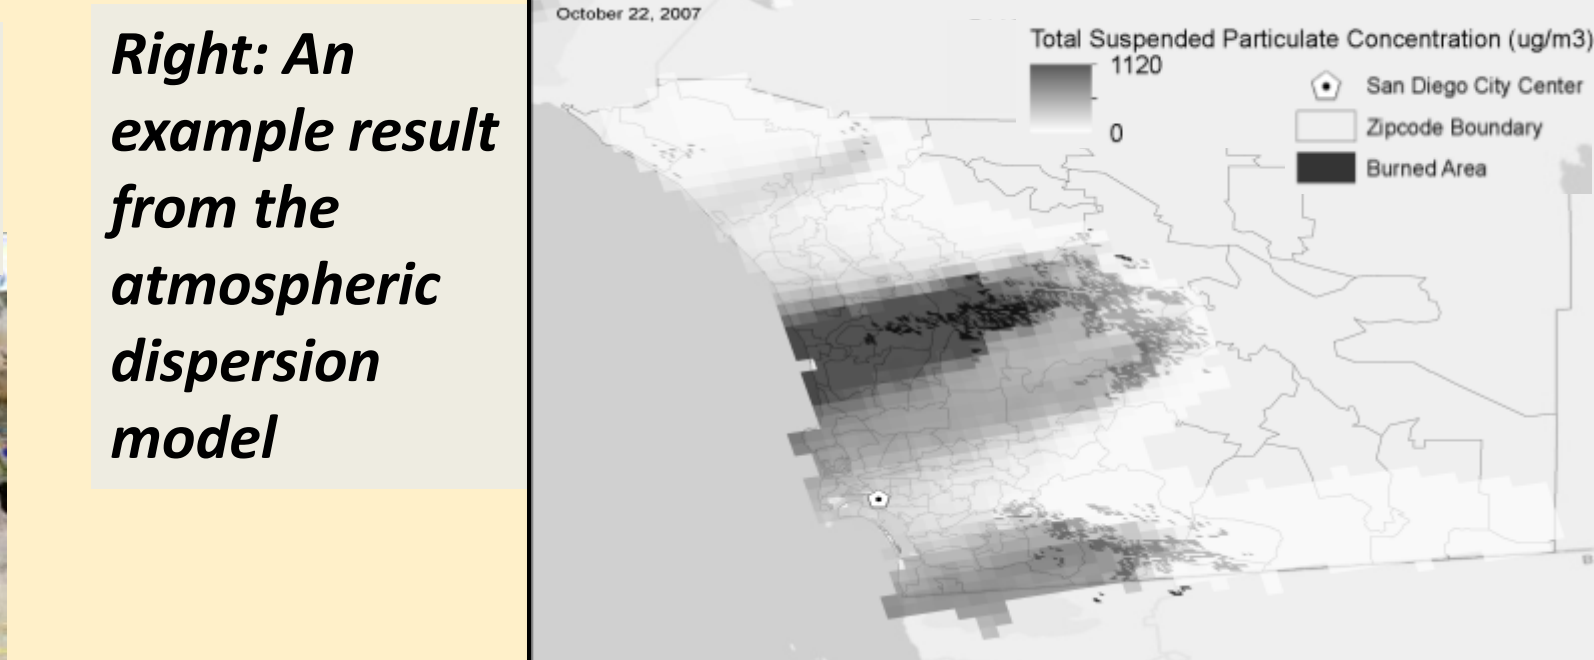 Right: An
example result
from the
atmospheric
dispersion
model
October 22, 2007
Total Suspended Particulate Concentration (ug/m3)
1120
0
San Diego City Center
Zipcode Boundary
Burned Area